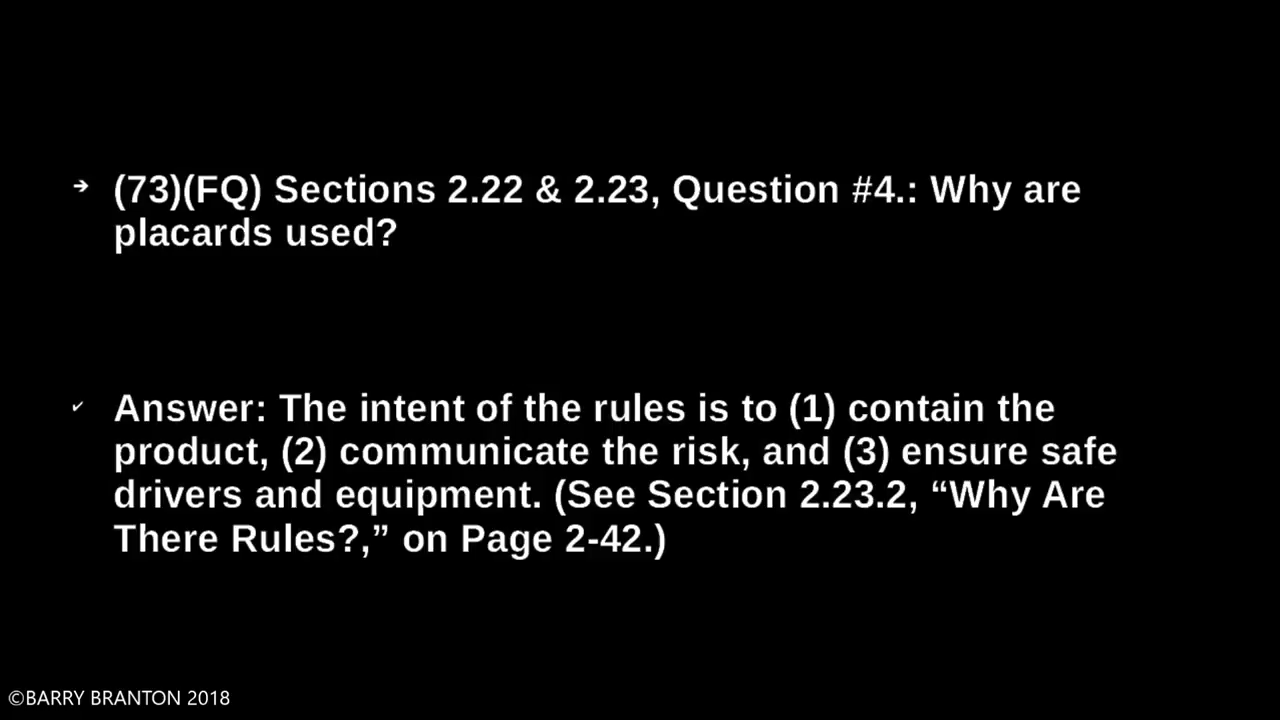 ➔ (73)(FQ) Sections 2.22 & 2.23, Question #4.: Why are
placards used?
✓ Answer: The intent of the rules is to (1) contain the
product, (2) communicate the risk, and (3) ensure safe
drivers and equipment. (See Section 2.23.2, “Why Are
There Rules?,” on Page 2-42.)
©BARRY BRANTON 2018